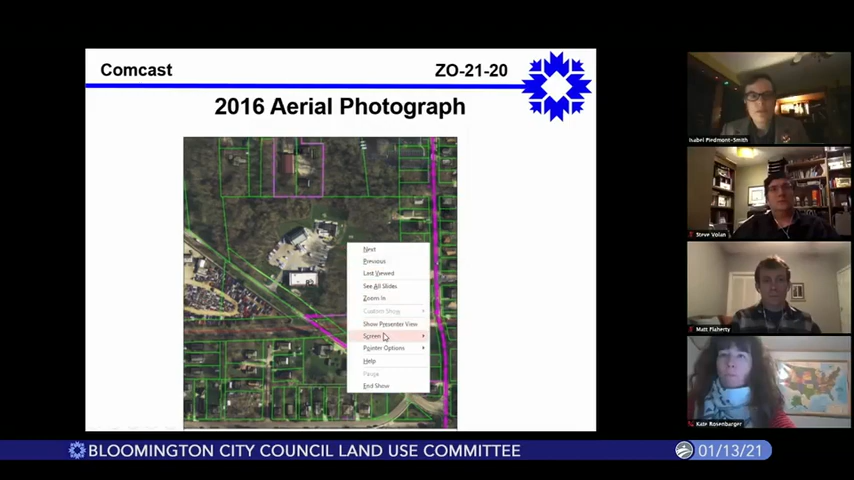 Comcast
ZO-21-20
2016 Aerial Photograph
Next
Previous
Last Viewed
See All Slides
Zoom In
Custom Show
Show Presenter View
Screen
Pointer Options
Help
Pause
End Show
Isabel Piedmont-Smith
Steve Volan
Matt Flaherty
Kate Rosenbarger
BLOOMINGTON CITY COUNCIL LAND USE COMMITTEE
01/13/21